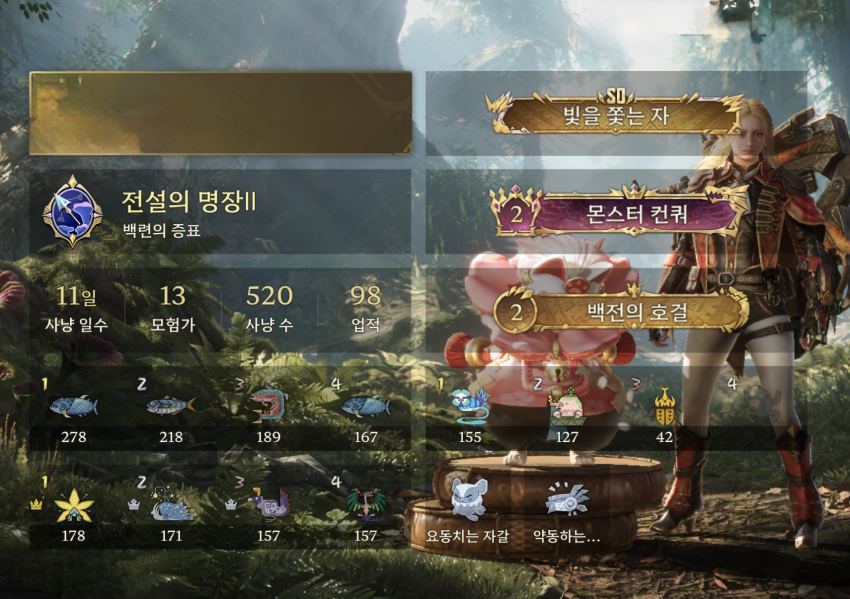 SO
빛을 쫓는 자
전설의 명장II
백련의 증표
2
몬스터 컨쿼
11일
13
520
98
사냥 일수
모험가
사냥 수
업적
2
백전의 호걸
1
2
3
4
278
218
189
167
1
2
3
4
155
127
42
1
2
3
4
178
171
157
157
요동치는 자갈
약동하는...